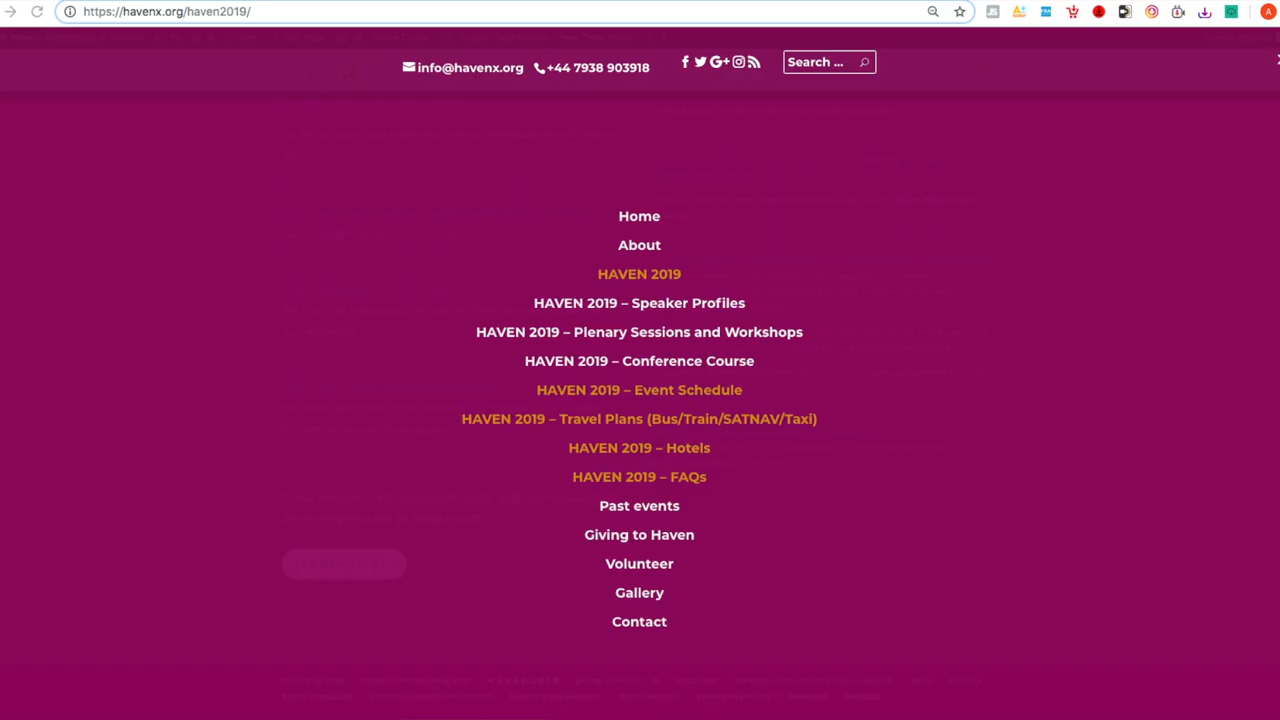 https://havenx.org/haven2019/
info@havenx.org +44 7938 903918 Search ...
Home
About
HAVEN 2019
HAVEN 2019 – Speaker Profiles
HAVEN 2019 – Plenary Sessions and Workshops
HAVEN 2019 – Conference Course
HAVEN 2019 – Event Schedule
HAVEN 2019 – Travel Plans (Bus/Train/SATNAV/Taxi)
HAVEN 2019 – Hotels
HAVEN 2019 – FAQs
Past events
Giving to Haven
Volunteer
Gallery
Contact